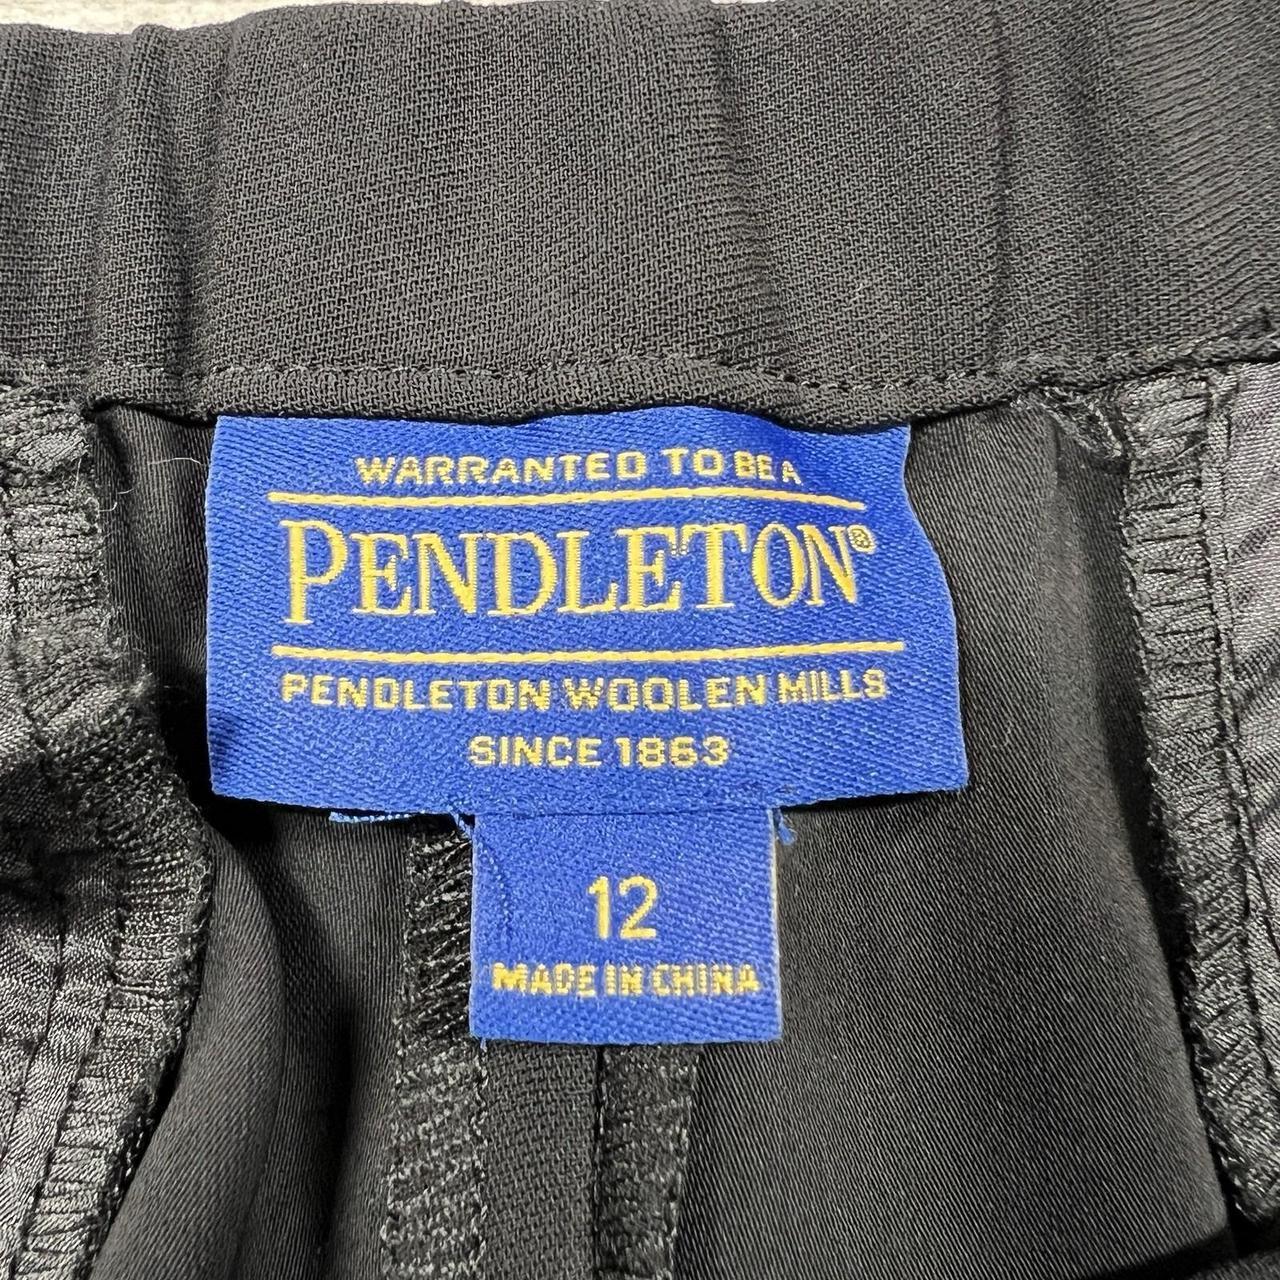 WARRANTED TO BE A
PENDLETON®
PENDLETON WOOLEN MILLS
SINCE 1863
12
MADE IN CHINA